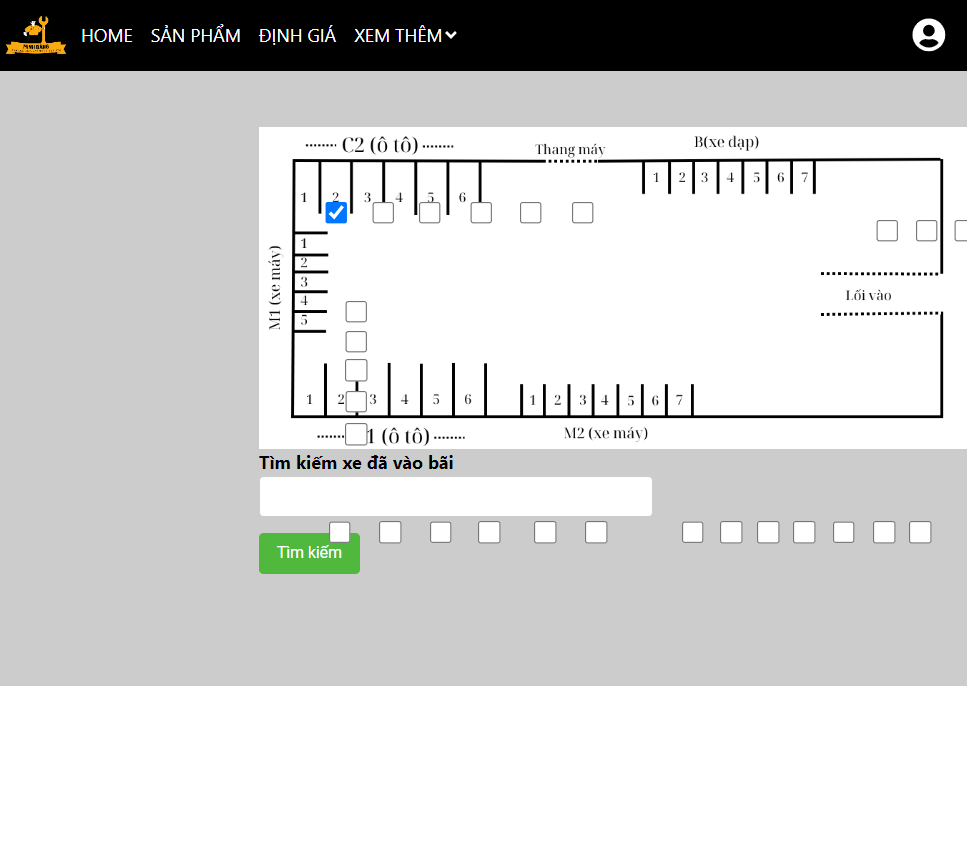 HOME SẢN PHẨM ĐỊNH GIÁ XEM THÊM
C2 (ô tô) Thang máy B(xe dạp)
1 2 3 4 5 6 1 2 3 4 5 6 7
M1 (xe máy)
1
2
3
4
5
Lối vào
1 2 3 4 5 6 1 2 3 4 5 6 7
1 (ô tô) M2 (xe máy)
Tìm kiếm xe đã vào bãi
Tìm kiếm